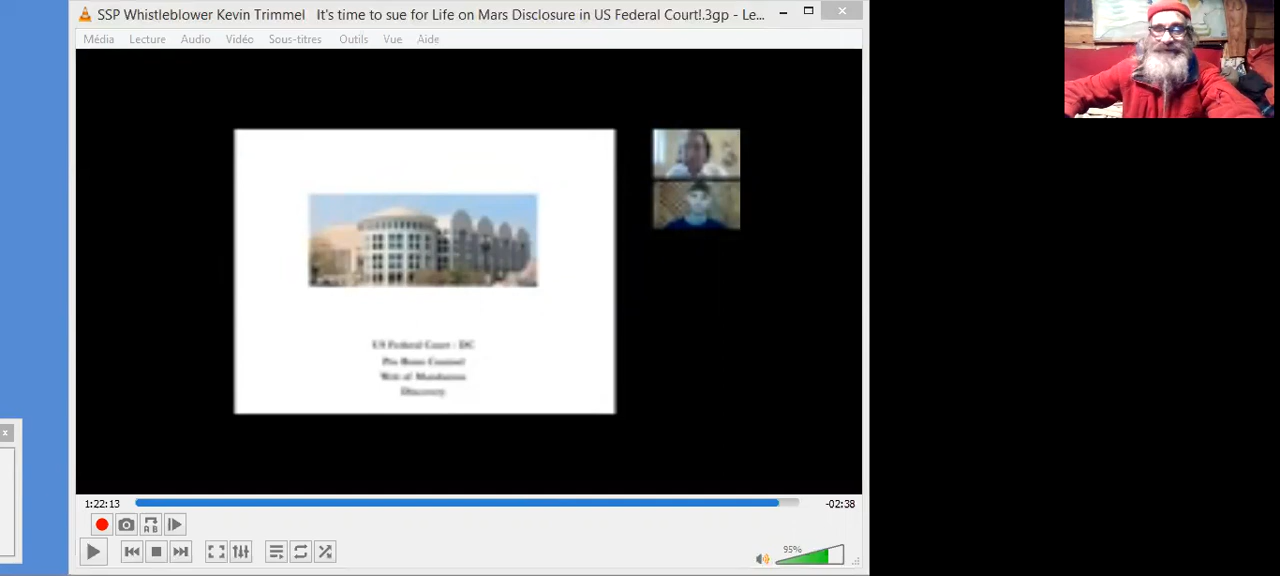 SSP Whistleblower Kevin Trimmel   It's time to sue for Life on Mars Disclosure in US Federal Court!.3gp - Le...
Média Lecture Audio Vidéo Sous-titres Outils Vue Aide
US Federal Court : DC
Pro Bono Counsel
Writ of Mandamus
Discovery
1:22:13
-02:38
A B
95%